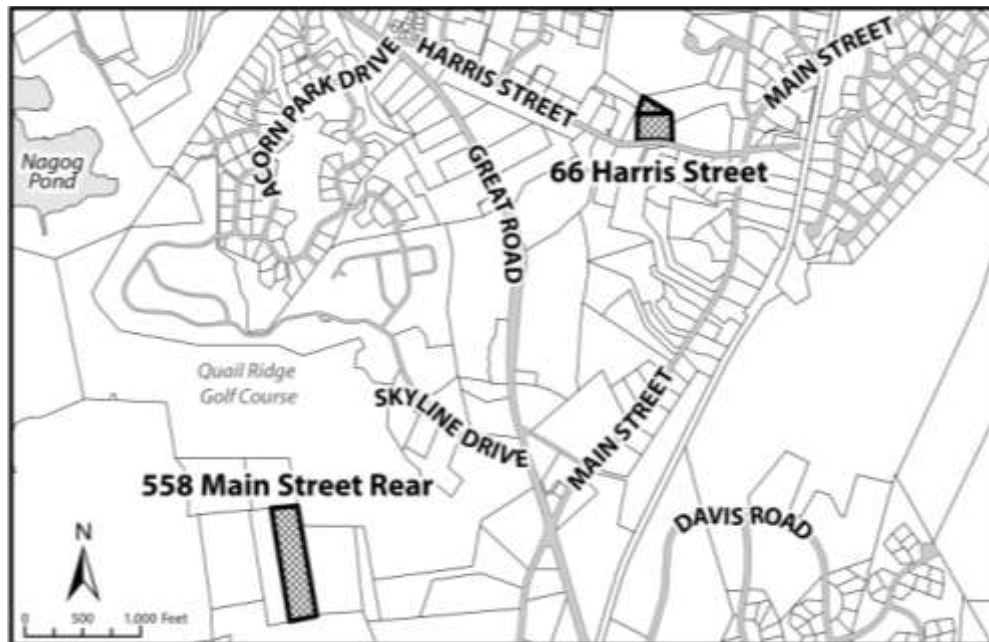 ACORN PARK DRIVE
HARRIS STREET
MAIN STREET
Nagog
Pond
66 Harris Street
GREAT ROAD
Quail Ridge
Golf Course
SKYLINE DRIVE
MAIN STREET
558 Main Street Rear
DAVIS ROAD
N
0 500 1,000 Feet